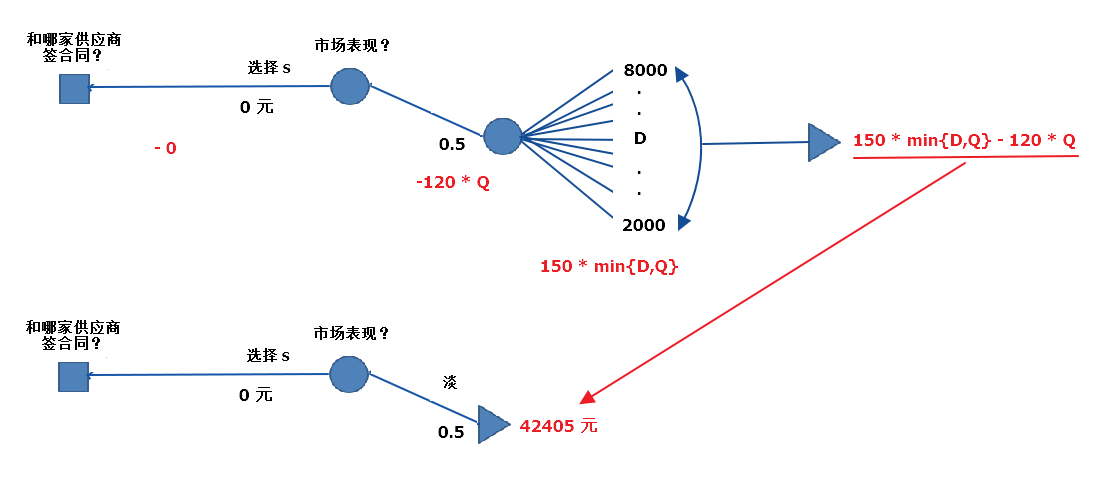 和哪家供应商
签合同？
市场表现？
选择 s
0 元
- 0
0.5
-120 * Q
8000
.
.
D
.
.
2000
150 * min{D,Q}
150 * min{D,Q} - 120 * Q
和哪家供应商
签合同？
市场表现？
选择 s
0 元
淡
0.5
42405 元